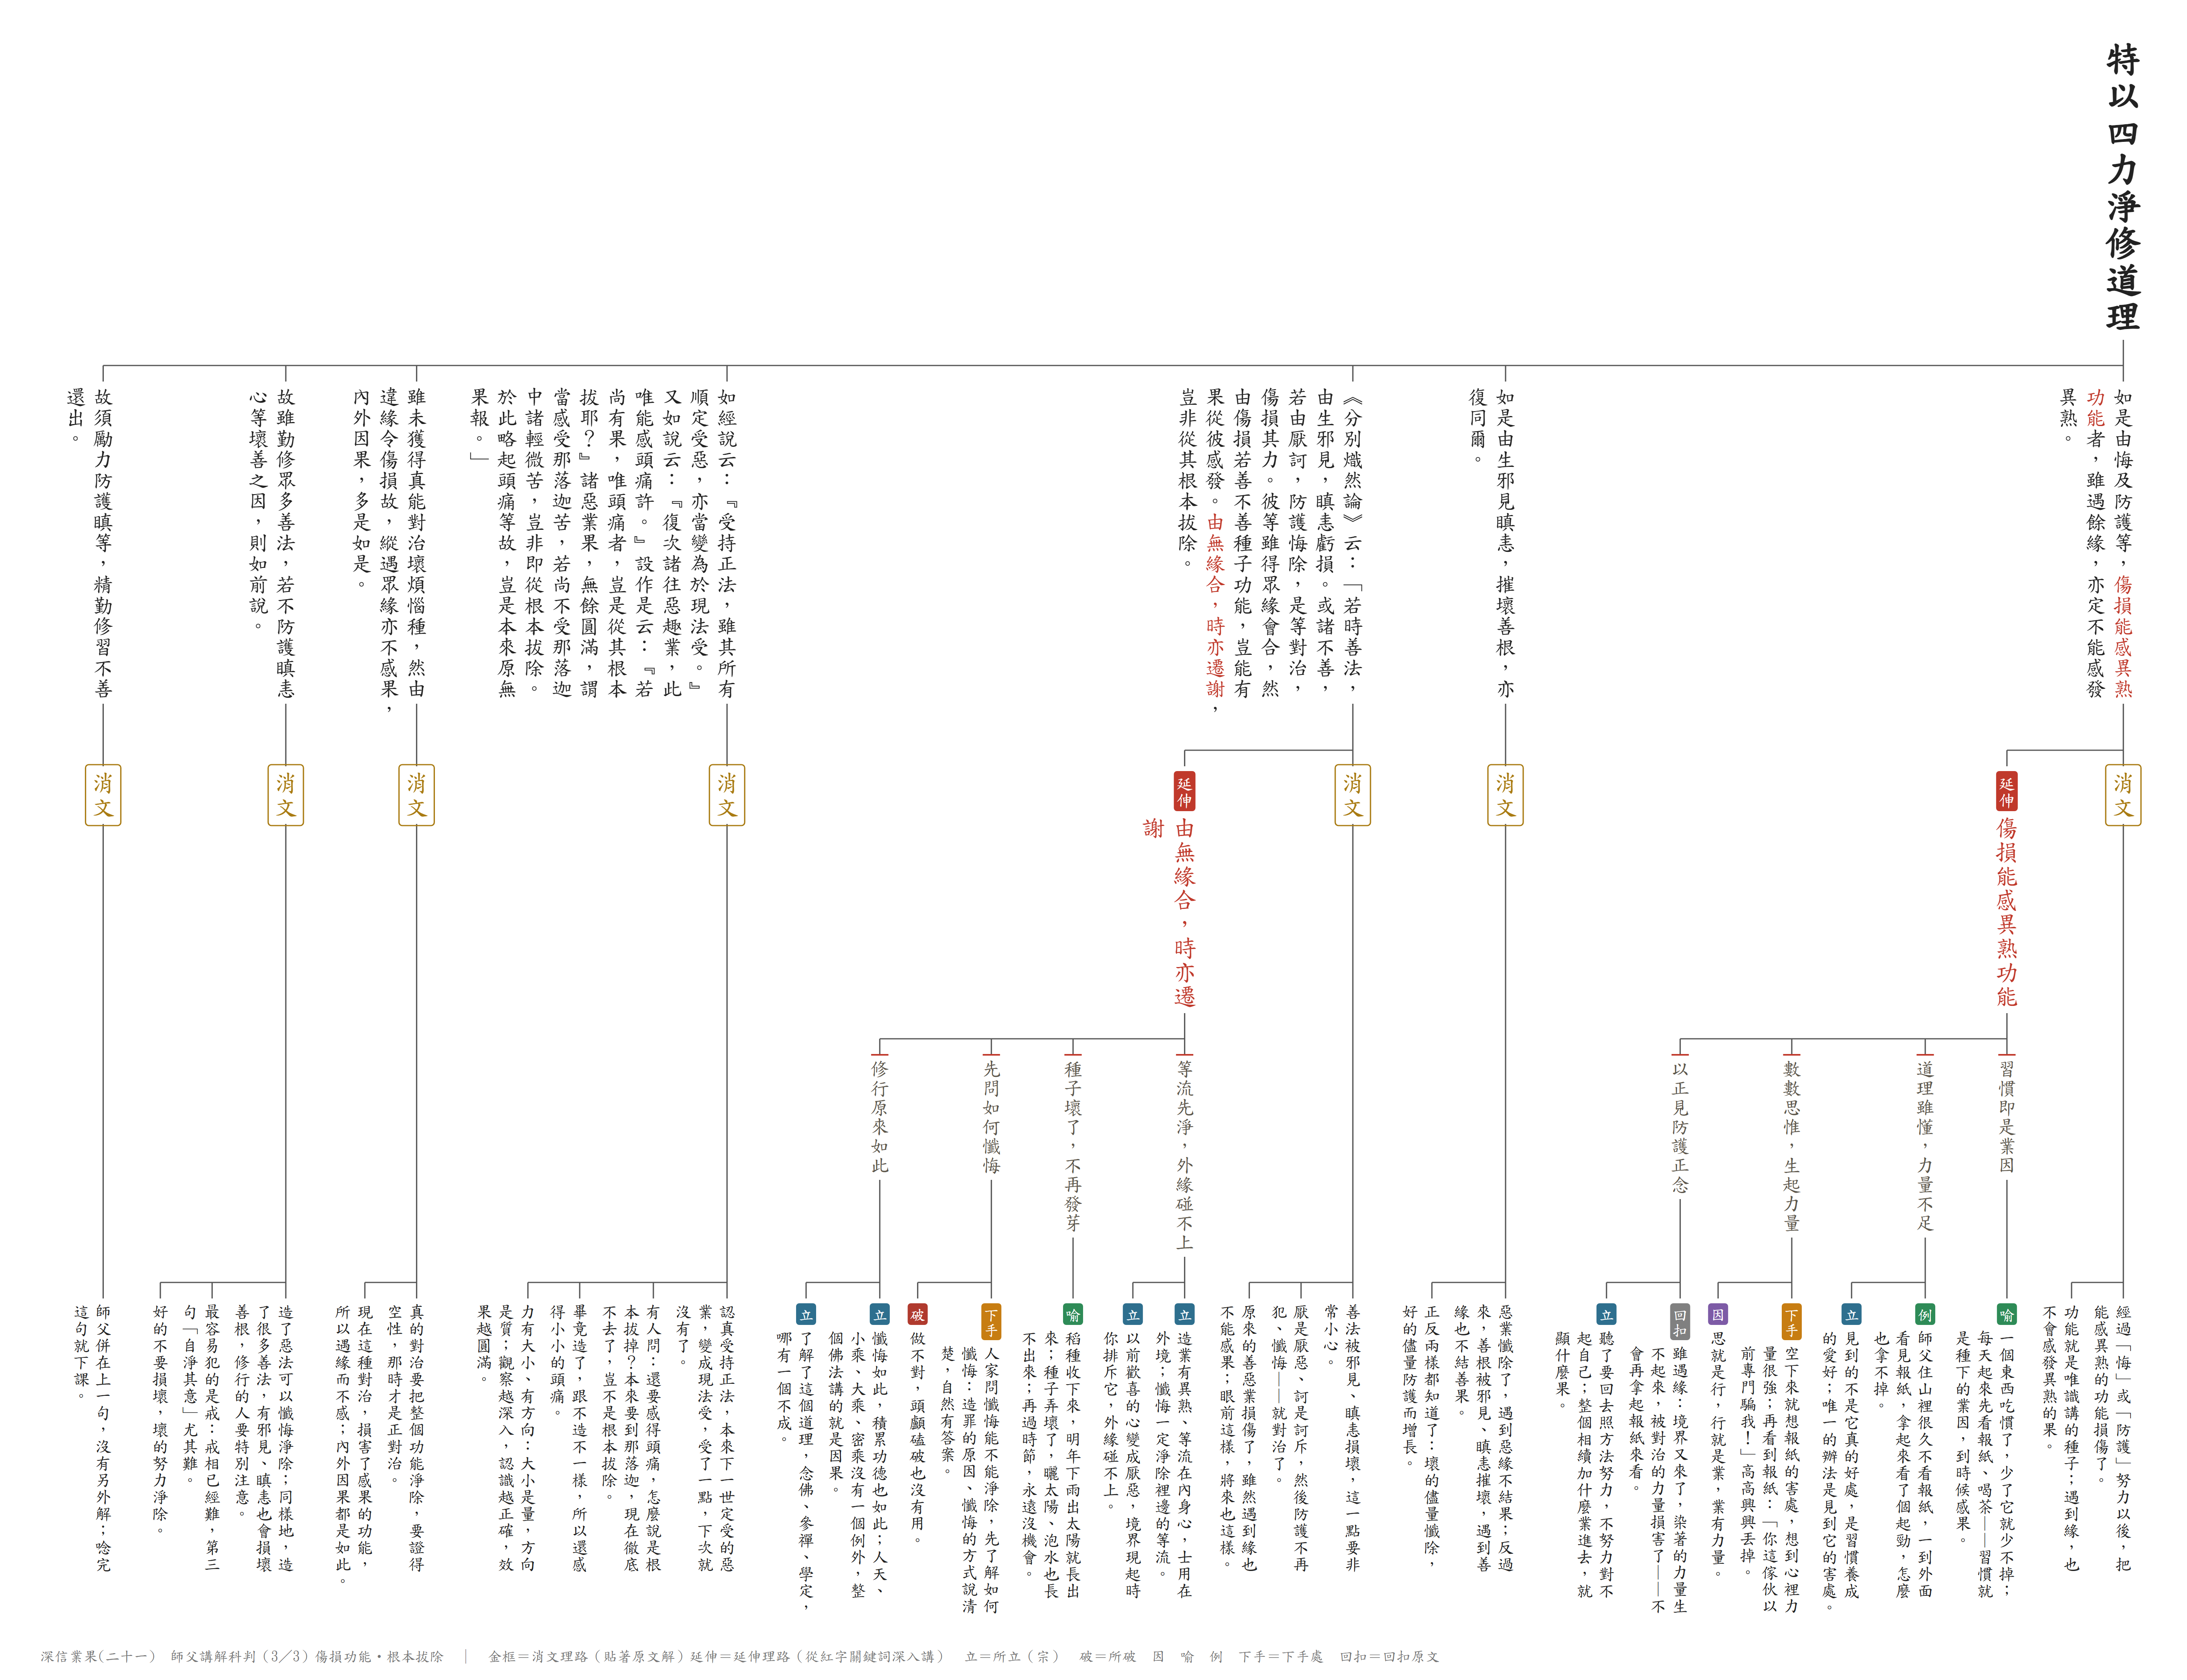 特以四力淨修道理
如是由悔及防護等，傷損能感異熟
功能者，雖遇餘緣，亦定不能感發
異熟。
如是由生邪見瞋恚，摧壞善根，亦
復同爾。
《分別熾然論》云：「若時善法，
由生邪見，瞋恚虧損。或諸不善，
若由厭訶，防護悔除，是等對治，
傷損其力。彼等雖得眾緣會合，然
由傷損若善不善種子功能，豈能有
果從彼感發。由無緣合，時亦遷謝，
豈非從其根本拔除。
如經說云：『受持正法，雖其所有
順定受惡，亦當變為於現法受。』
又如說云：『復次諸往惡趣業，此
唯能感頭痛許。』設作是云：『若
尚有果，唯頭痛者，豈是從其根本
拔耶？』諸惡業果，無餘圓滿，謂
當感受那落迦苦，若尚不受那落迦
中諸輕微苦，豈非即從根本拔除。
於此略起頭痛等故，豈是本來原無
果報。」
雖未獲得真能對治壞煩惱種，然由
違緣令傷損故，縱遇眾緣亦不感果，
內外因果，多是如是。
故雖勤修眾多善法，若不防護瞋恚
心等壞善之因，則如前說。
故須勵力防護瞋等，精勤修習不善
還出。
消文
延伸
傷損能感異熟功能
消文
消文
延伸
由無緣合，時亦遷
謝
消文
消文
消文
消文
習慣即是業因
道理雖懂，力量不足
數數思惟，生起力量
以正見防護正念
等流先淨，外緣碰不上
種子壞了，不再發芽
先問如何懺悔
修行原來如此
經過「悔」或「防護」努力以後，把
能感異熟的功能損傷了。
功能就是唯識講的種子；遇到緣，也
不會感發異熟的果。
喻
一個東西吃慣了，少了它就少不掉；
每天起來先看報紙、喝茶——習慣就
是種下的業因，到時候感果。
例
師父住山裡很久不看報紙，一到外面
看見報紙，拿起來看了個起勁，怎麼
也拿不掉。
立
見到的不是它真的好處，是習慣養成
的愛好；唯一的辦法是見到它的害處。
下手
空下來就想報紙的害處，想到心裡力
量很強；再看到報紙：「你這傢伙以
前專門騙我！」高高興興丟掉。
因
思就是行，行就是業，業有力量。
回扣
雖遇緣：境界又來了，染著的力量生
不起來，被對治的力量損害了——不
會再拿起報紙來看。
立
聽了要回去照方法努力，不努力對不
起自己；整個相續加什麼業進去，就
顯什麼果。
惡業懺除了，遇到惡緣不結果；反過
來，善根被邪見、瞋恚摧壞，遇到善
緣也不結善果。
正反兩樣都知道了：壞的儘量懺除，
好的儘量防護而增長。
善法被邪見、瞋恚損壞，這一點要非
常小心。
厭是厭惡、訶是訶斥，然後防護不再
犯、懺悔——就對治了。
原來的善惡業損傷了，雖然遇到緣也
不能感果；眼前這樣，將來也這樣。
立
造業有異熟、等流在內身心，士用在
外境；懺悔一定淨除裡邊的等流。
立
以前歡喜的心變成厭惡，境界現起時
你排斥它，外緣碰不上。
喻
稻種收下來，明年下雨出太陽就長出
來；種子弄壞了，曬太陽、泡水也長
不出來；再過時節，永遠沒機會。
下手
人家問懺悔能不能淨除，先了解如何
懺悔：造罪的原因、懺悔的方式說清
楚，自然有答案。
破
做不對，頭顱磕破也沒有用。
立
懺悔如此，積累功德也如此；人天、
小乘、大乘、密乘沒有一個例外，整
個佛法講的就是因果。
立
了解了這個道理，念佛、參禪、學定，
哪有一個不成。
認真受持正法，本來下一世定受的惡
業，變成現法受，受了一點，下次就
沒有了。
有人問：還要感得頭痛，怎麼說是根
本拔掉？本來要到那落迦，現在徹底
不去了，豈不是根本拔除。
畢竟造了，跟不造不一樣，所以還感
得小小的頭痛。
力有大小、有方向：大小是量，方向
是質；觀察越深入，認識越正確，效
果越圓滿。
真的對治要把整個功能淨除，要證得
空性，那時才是正對治。
現在這種對治，損害了感果的功能，
所以遇緣而不感；內外因果都是如此。
造了惡法可以懺悔淨除；同樣地，造
了很多善法，有邪見、瞋恚也會損壞
善根，修行的人要特別注意。
最容易犯的是戒：戒相已經難，第三
句「自淨其意」尤其難。
好的不要損壞，壞的努力淨除。
師父併在上一句，沒有另外解；唸完
這句就下課。
深信業果(二十一)　師父講解科判（3／3）傷損功能・根本拔除　｜　金框＝消文理路（貼著原文解）延伸＝延伸理路（從紅字關鍵詞深入講）　立＝所立（宗）　破＝所破　因　喻　例　下手＝下手處　回扣＝回扣原文